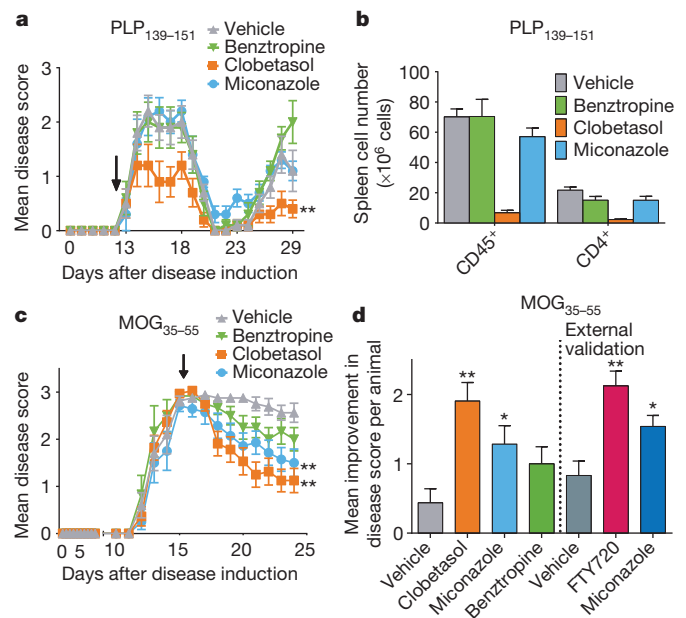 a
PLP139–151
Vehicle
Benztropine
Clobetasol
Miconazole
Mean disease score
3
2
1
0
**
0 5 13 18 23 24 29
Days after disease induction
b
PLP139–151
Vehicle
Benztropine
Clobetasol
Miconazole
Spleen cell number
(×10⁶ cells)
100
80
60
40
20
0
CD45⁺
CD4⁺
c
MOG35–55
Vehicle
Benztropine
Clobetasol
Miconazole
Mean disease score
3
2
1
0
**
**
0 5 10 15 20 25
Days after disease induction
d
MOG35–55
External
validation
Mean improvement in
disease score per animal
2
1
0
**
*
**
*
Vehicle
Clobetasol
Miconazole
Benztropine
Vehicle
FTY720
Miconazole